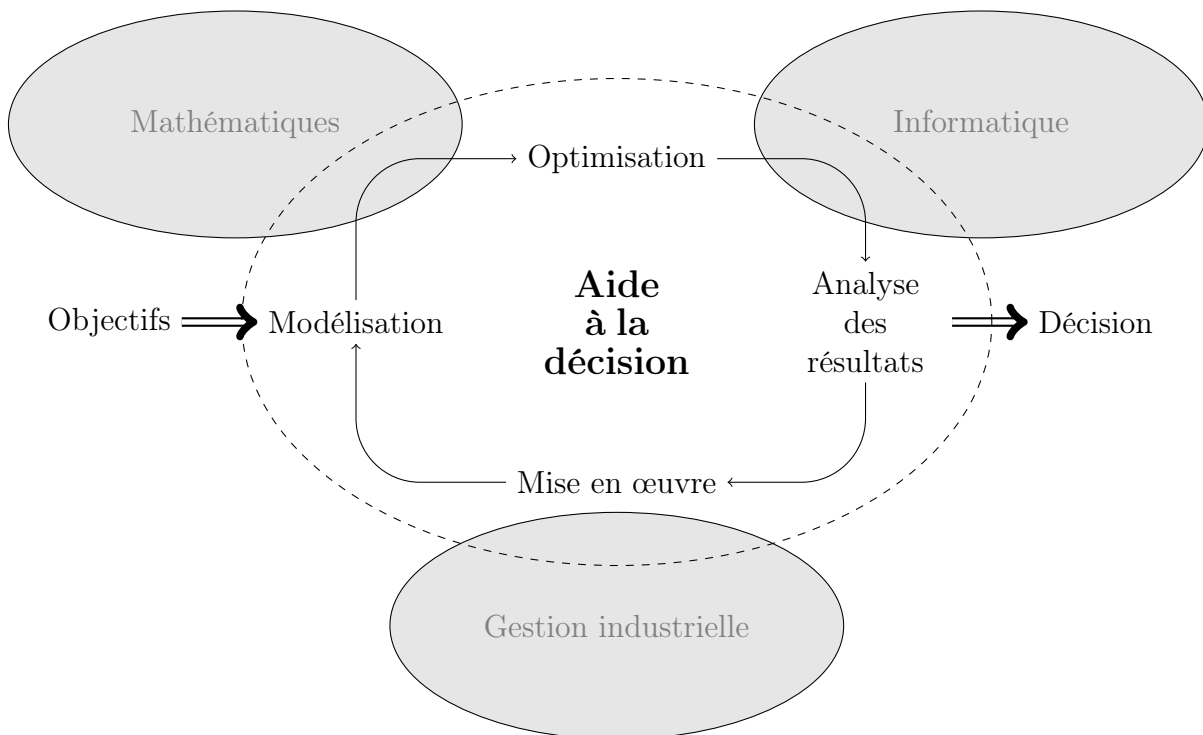 Mathématiques
Informatique
Optimisation
Aide
à la
décision
Analyse
des
résultats
Objectifs
Modélisation
Décision
Mise en œuvre
Gestion industrielle